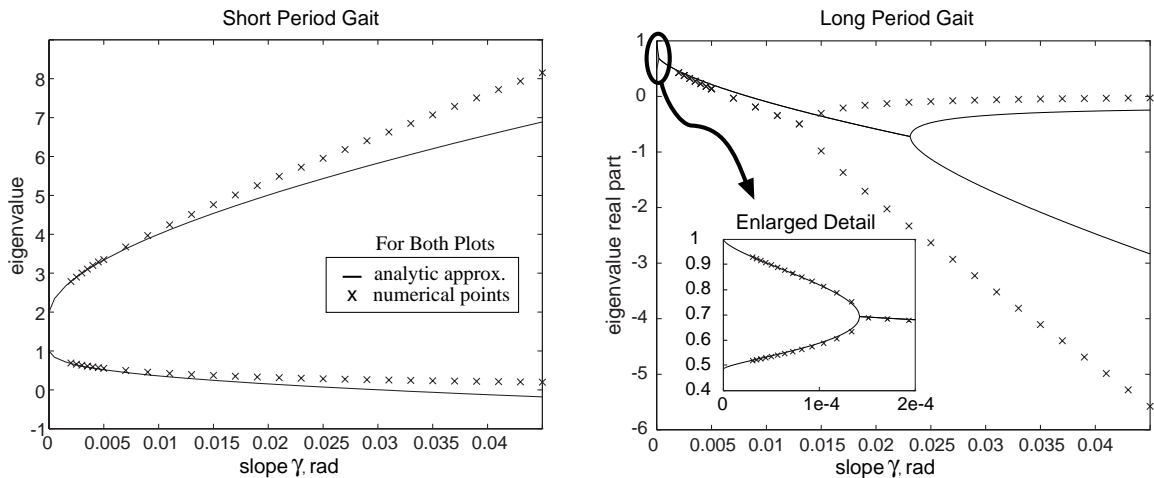 Short Period Gait
8
7
6
5
4
3
2
1
0
-1
eigenvalue
For Both Plots
— analytic approx.
x numerical points
0 0.005 0.01 0.015 0.02 0.025 0.03 0.035 0.04
slope γ, rad
Long Period Gait
1
0
-1
-2
-3
-4
-5
-6
eigenvalue real part
Enlarged Detail
1
0.9
0.8
0.7
0.6
0.5
0.4
0 1e-4 2e-4
0 0.005 0.01 0.015 0.02 0.025 0.03 0.035 0.04
slope γ, rad